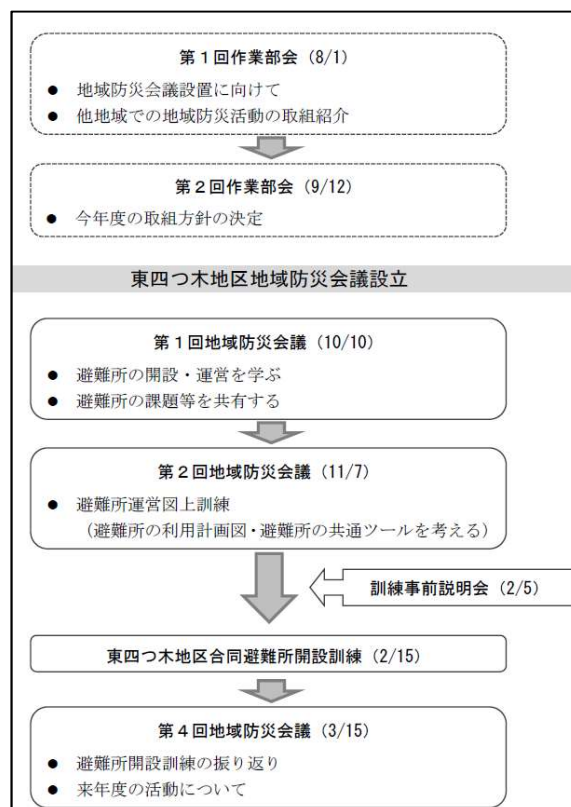 第１回作業部会（8/1）
● 地域防災会議設置に向けて
● 他地域での地域防災活動の取組紹介
第２回作業部会（9/12）
● 今年度の取組方針の決定
東四つ木地区地域防災会議設立
第１回地域防災会議（10/10）
● 避難所の開設・運営を学ぶ
● 避難所の課題等を共有する
第２回地域防災会議（11/7）
● 避難所運営図上訓練
（避難所の利用計画図・避難所の共通ツールを考える）
訓練事前説明会（2/5）
東四つ木地区合同避難所開設訓練（2/15）
第４回地域防災会議（3/15）
● 避難所開設訓練の振り返り
● 来年度の活動について